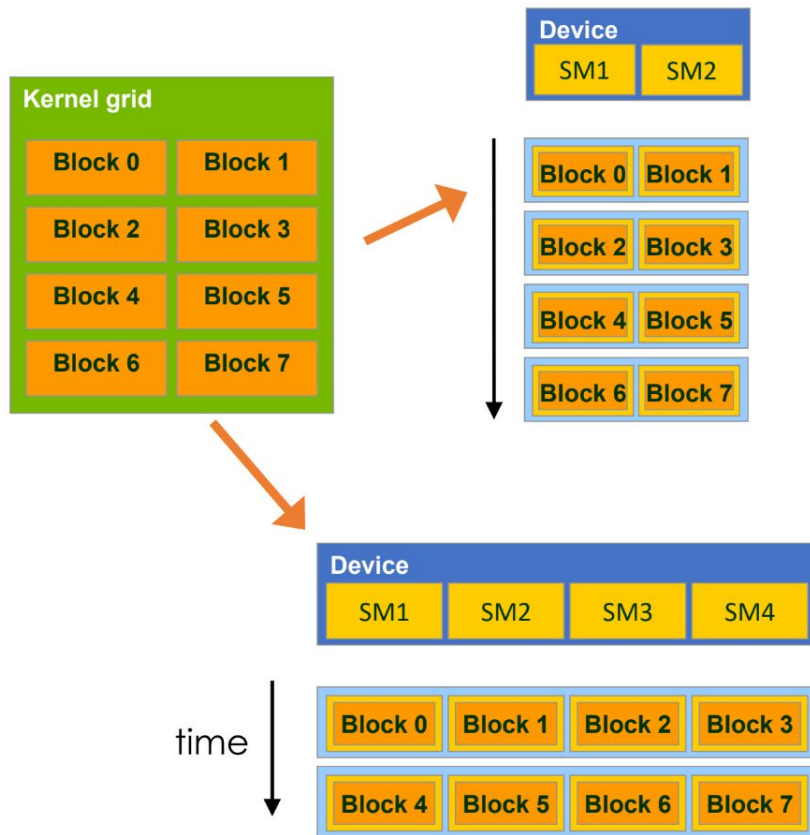 Kernel grid
Block 0 Block 1
Block 2 Block 3
Block 4 Block 5
Block 6 Block 7
Device
SM1 SM2
Block 0 Block 1
Block 2 Block 3
Block 4 Block 5
Block 6 Block 7
Device
SM1 SM2 SM3 SM4
time
Block 0 Block 1 Block 2 Block 3
Block 4 Block 5 Block 6 Block 7